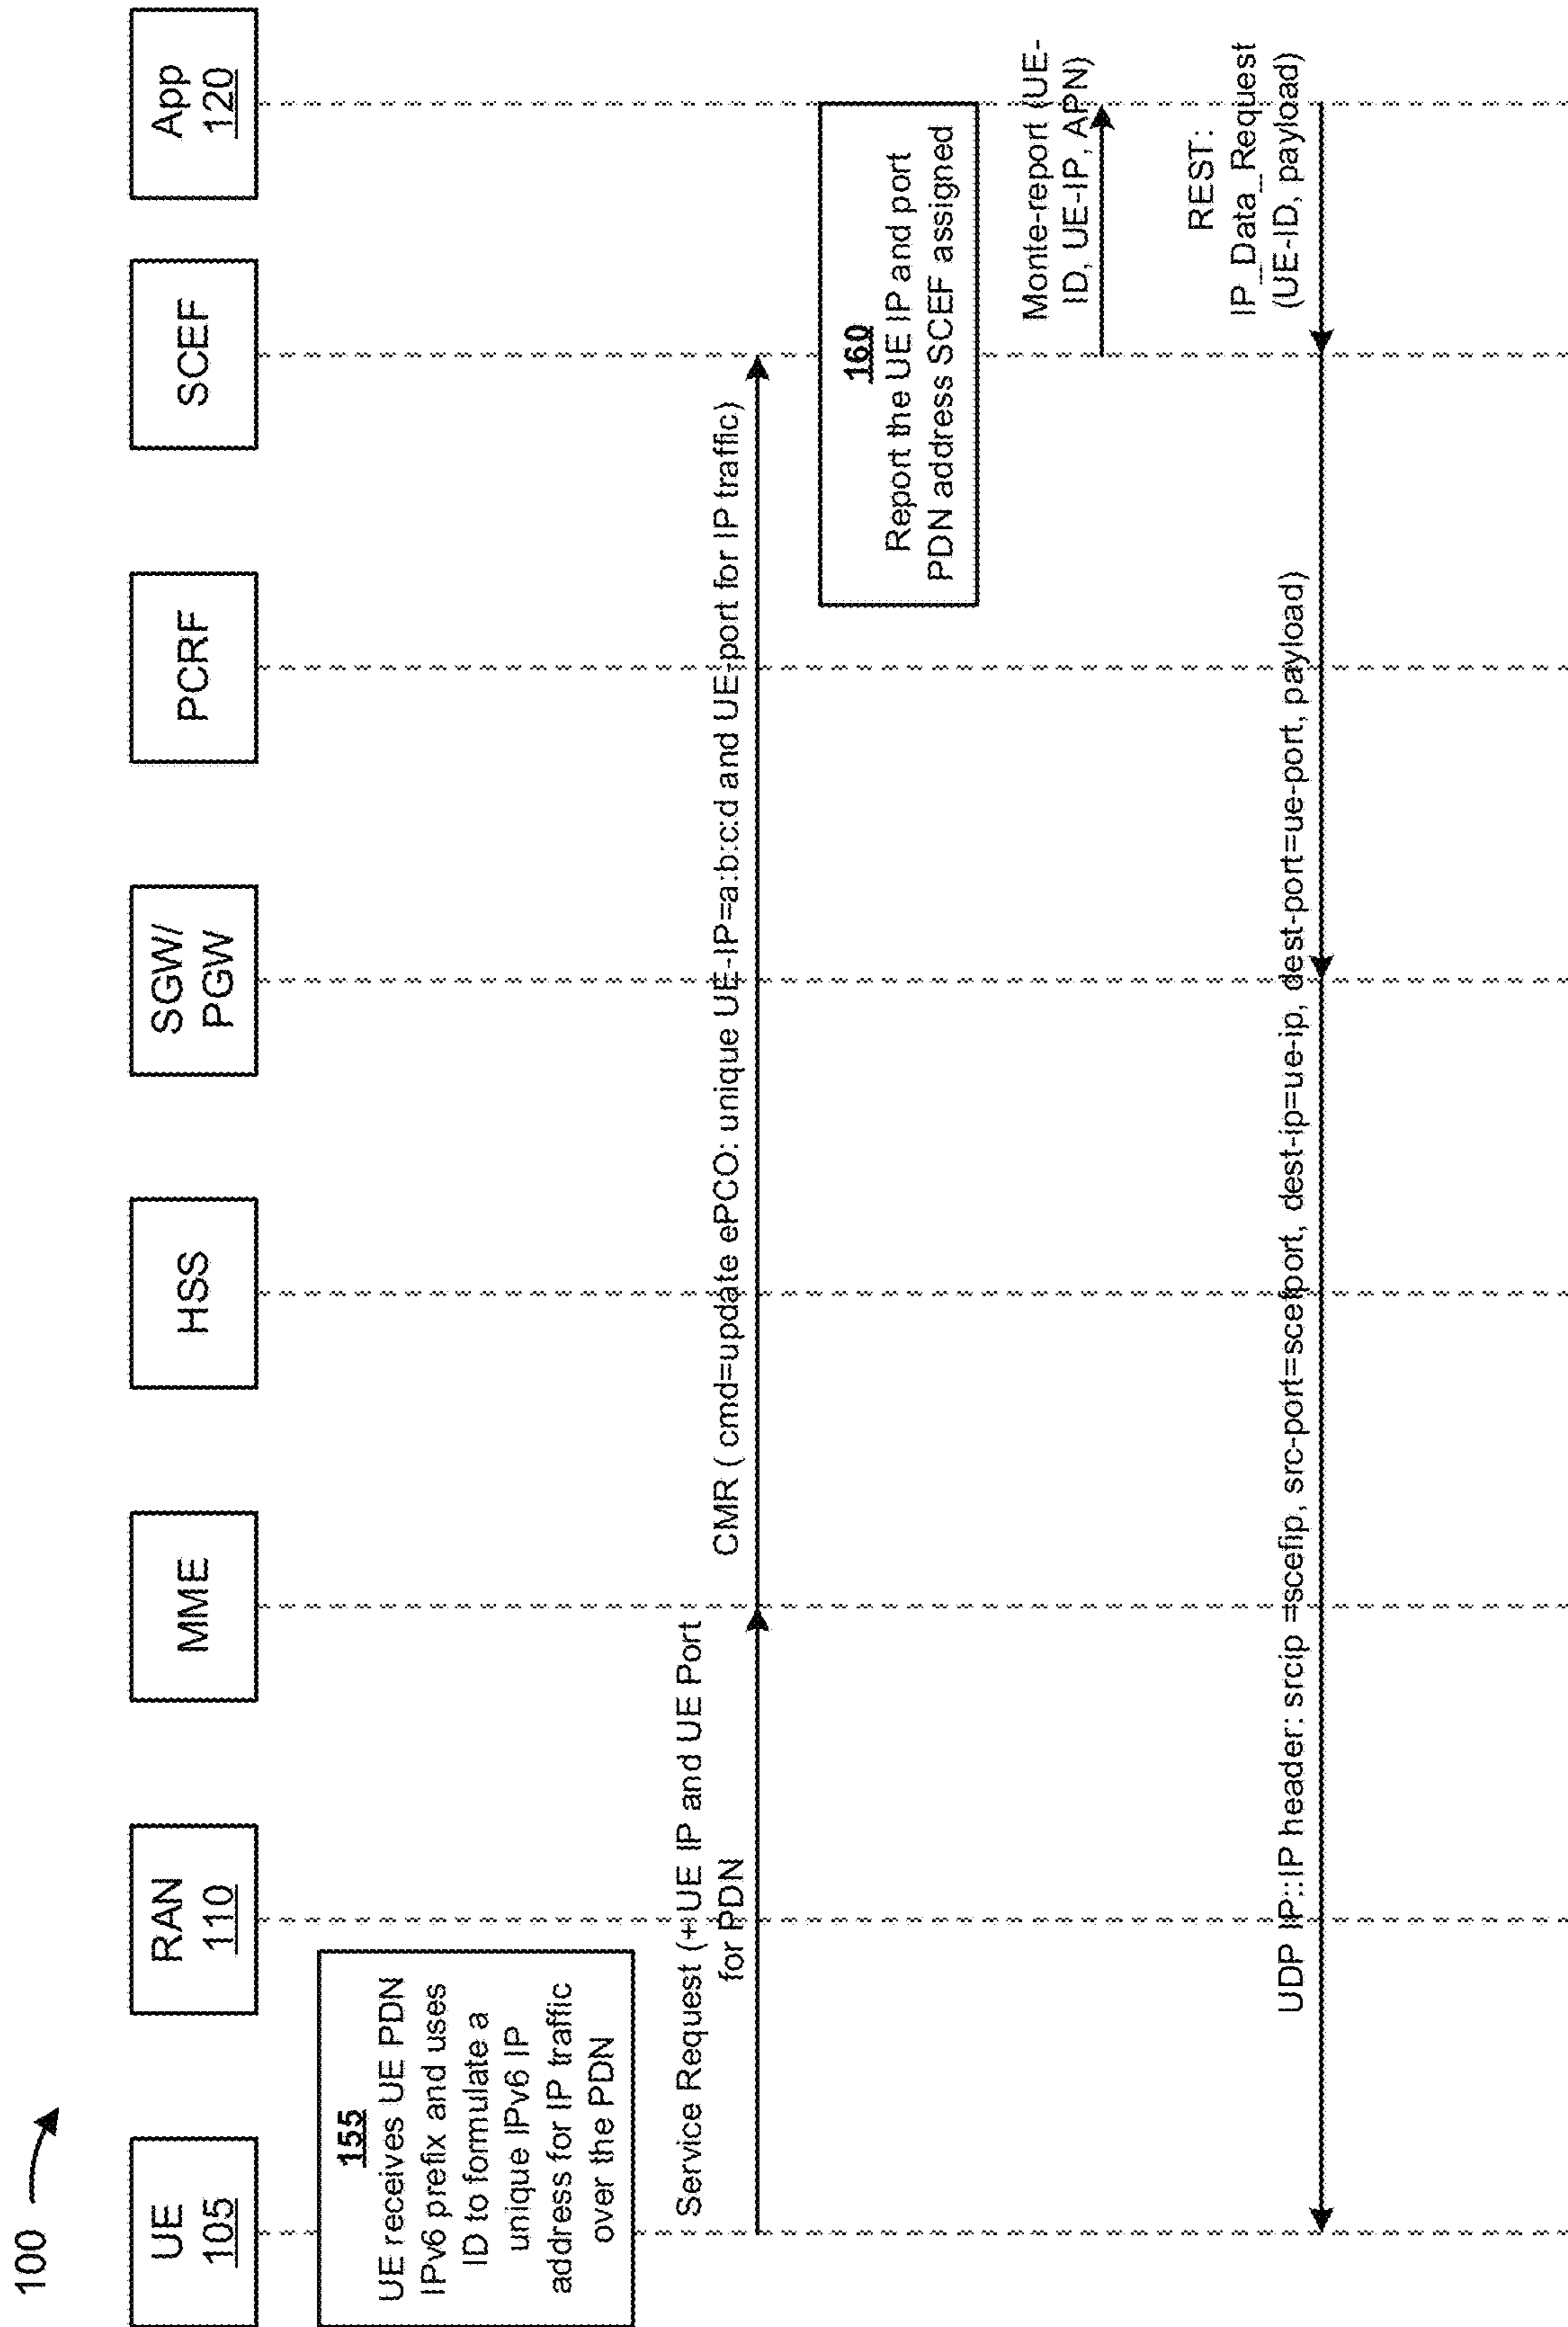 100
UE
105
RAN
110
MME
HSS
SGW/
PGW
PCRF
SCEF
App
120
155
UE receives UE PDN
IPv6 prefix and uses
ID to formulate a
unique IPv6 IP
address for IP traffic
over the PDN
Service Request (+UE IP and UE Port
for PDN
CMR ( cmd=update ePCO: unique UE-IP=a:b:c:d and UE-port for IP traffic)
160
Report the UE IP and port
PDN address SCEF assigned
Monte-report (UE-
ID, UE-IP, APN)
REST:
IP_Data_Request
(UE-ID, payload)
UDP IP::IP header: srcip =scefip, src-port=scefport, dest-ip=ue-ip, dest-port=ue-port, payload)